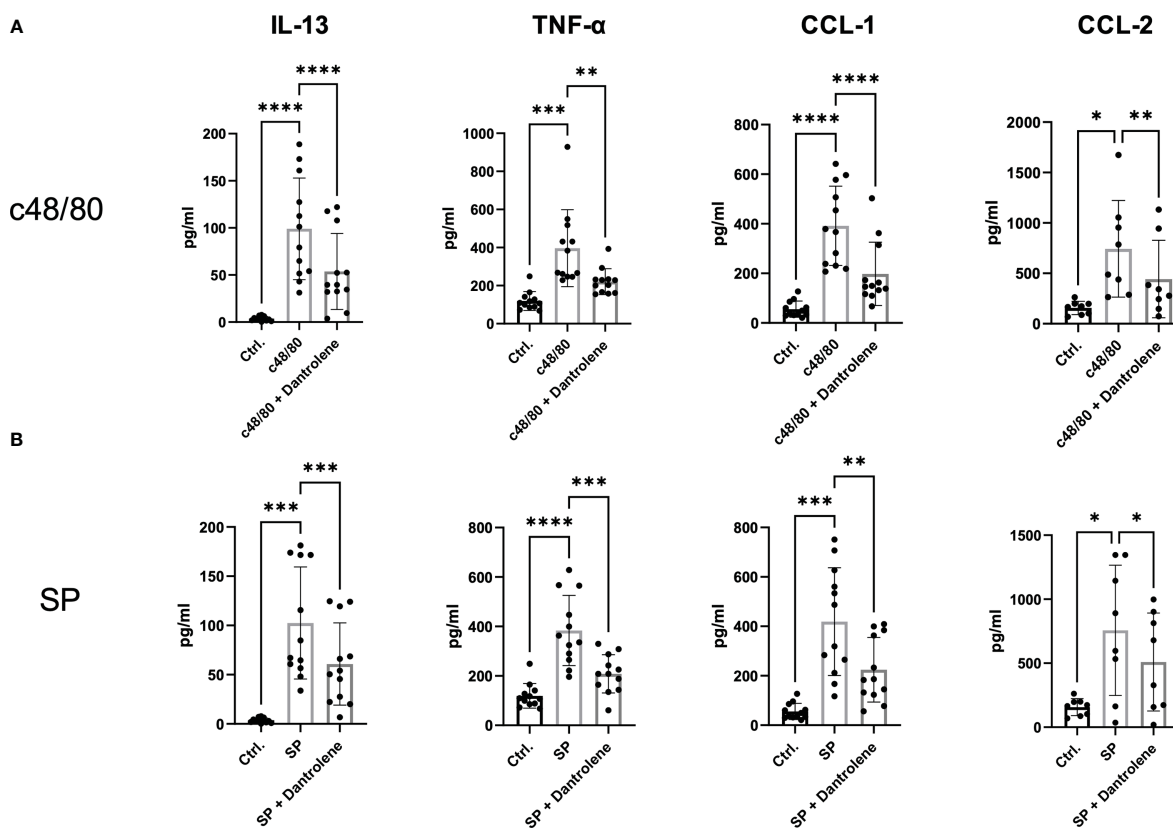 A
IL-13
TNF-α
CCL-1
CCL-2
c48/80
**** ****
pg/ml
200
150
100
50
0
Ctrl.
c48/80
c48/80 + Dantrolene
*** **
pg/ml
1000
800
600
400
200
0
Ctrl.
c48/80
c48/80 + Dantrolene
**** ****
pg/ml
800
600
400
200
0
Ctrl.
c48/80
c48/80 + Dantrolene
* **
pg/ml
2000
1500
1000
500
0
Ctrl.
c48/80
c48/80 + Dantrolene
B
SP
*** ***
pg/ml
200
150
100
50
0
Ctrl.
SP
SP + Dantrolene
**** ***
pg/ml
800
600
400
200
0
Ctrl.
SP
SP + Dantrolene
*** **
pg/ml
800
600
400
200
0
Ctrl.
SP
SP + Dantrolene
* *
pg/ml
1500
1000
500
0
Ctrl.
SP
SP + Dantrolene